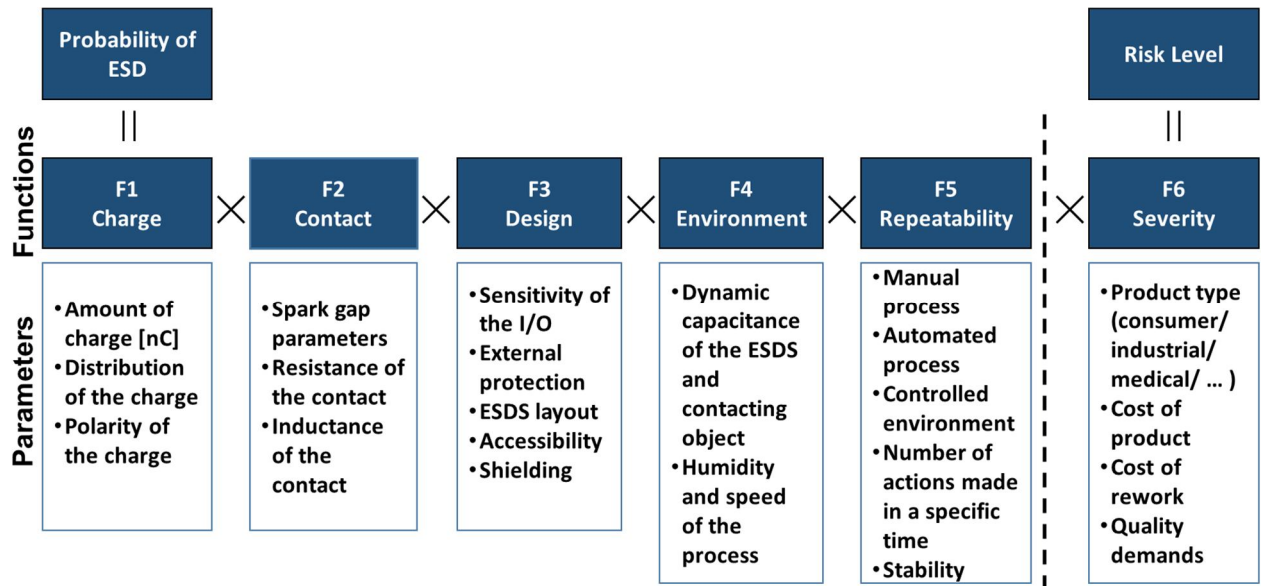 Probability of
ESD
Risk Level
||
||
Functions
F1
Charge
×
F2
Contact
×
F3
Design
×
F4
Environment
×
F5
Repeatability
×
F6
Severity
Parameters
•Amount of
charge [nC]
•Distribution
of the charge
•Polarity of
the charge
•Spark gap
parameters
•Resistance of
the contact
•Inductance
of the
contact
•Sensitivity of
the I/O
•External
protection
•ESDS layout
•Accessibility
•Shielding
•Dynamic
capacitance
of the ESDS
and
contacting
object
•Humidity
and speed
of the
process
•Manual
process
•Automated
process
•Controlled
environment
•Number of
actions made
in a specific
time
•Stability
•Product type
(consumer/
industrial/
medical/ ... )
•Cost of
product
•Cost of
rework
•Quality
demands